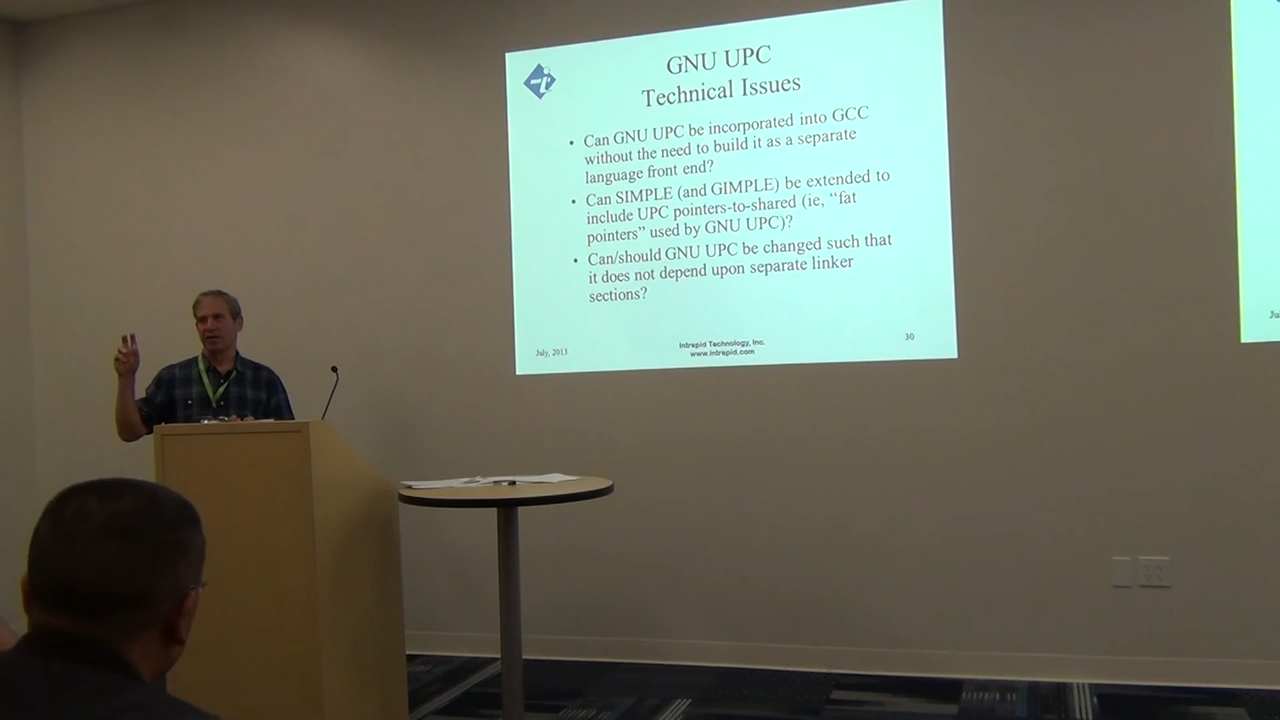 GNU UPC
Technical Issues
• Can GNU UPC be incorporated into GCC
without the need to build it as a separate
language front end?
• Can SIMPLE (and GIMPLE) be extended to
include UPC pointers-to-shared (ie, “fat
pointers” used by GNU UPC)?
• Can/should GNU UPC be changed such that
it does not depend upon separate linker
sections?
July, 2013
Intrepid Technology, Inc.
www.intrepid.com
30